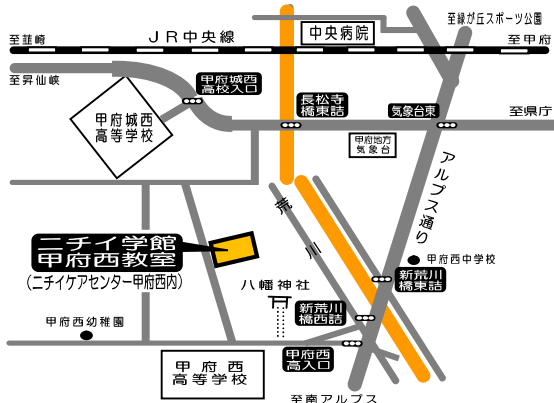 至緑が丘スポーツ公園
中央病院
至韮崎
JR中央線
至甲府
至昇仙峡
甲府城西
高校入口
長松寺
橋東詰
気象台東
至県庁
甲府城西
高等学校
甲府地方
気象台
アルプス通り
荒川
ニチイ学館
甲府西教室
(ニチイケアセンター甲府西内)
甲府西中学校
新荒川
橋東詰
八幡神社
新荒川
橋西詰
甲府西幼稚園
甲府西
高入口
甲府西
高等学校
至南アルプス